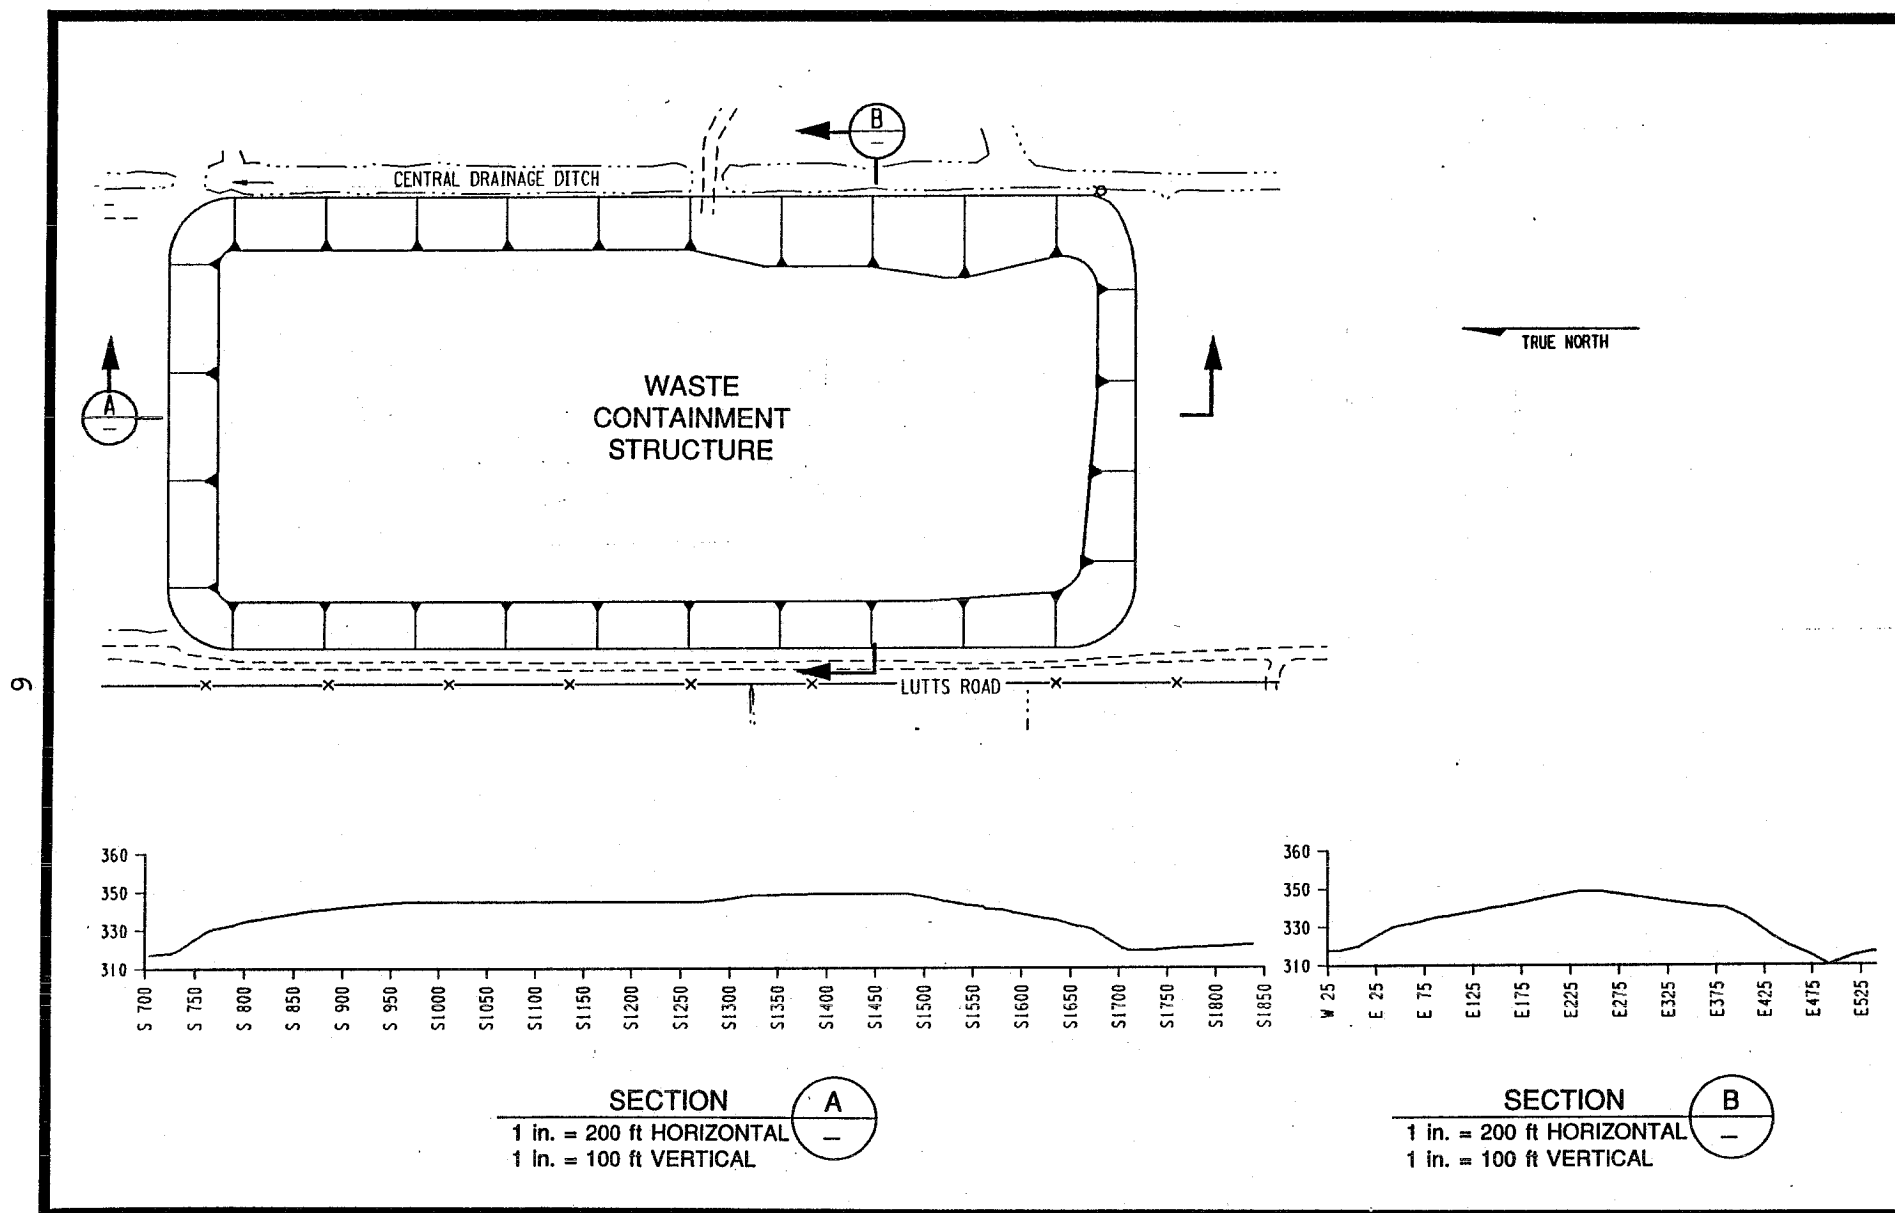 B
–
CENTRAL DRAINAGE DITCH
TRUE NORTH
A
–
WASTE
CONTAINMENT
STRUCTURE
9
LUTTS ROAD
360
350
330
310
S 700
S 750
S 800
S 850
S 900
S 950
S1000
S1050
S1100
S1150
S1200
S1250
S1300
S1350
S1400
S1450
S1500
S1550
S1600
S1650
S1700
S1750
S1800
S1850
360
350
330
310
W 25
E 25
E 75
E125
E175
E225
E275
E325
E375
E425
E475
E525
SECTION A
1 in. = 200 ft HORIZONTAL –
1 in. = 100 ft VERTICAL
SECTION B
1 in. = 200 ft HORIZONTAL –
1 in. = 100 ft VERTICAL